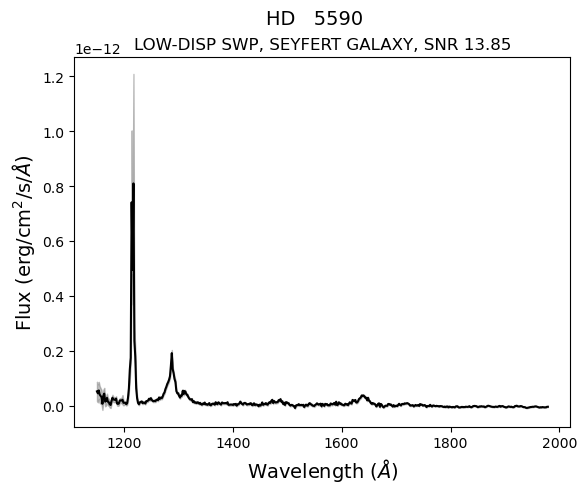 HD 5590
LOW-DISP SWP, SEYFERT GALAXY, SNR 13.85
1e−12
1.2
1.0
0.8
0.6
0.4
0.2
0.0
Flux (erg/cm²/s/Å)
1200 1400 1600 1800 2000
Wavelength (Å)